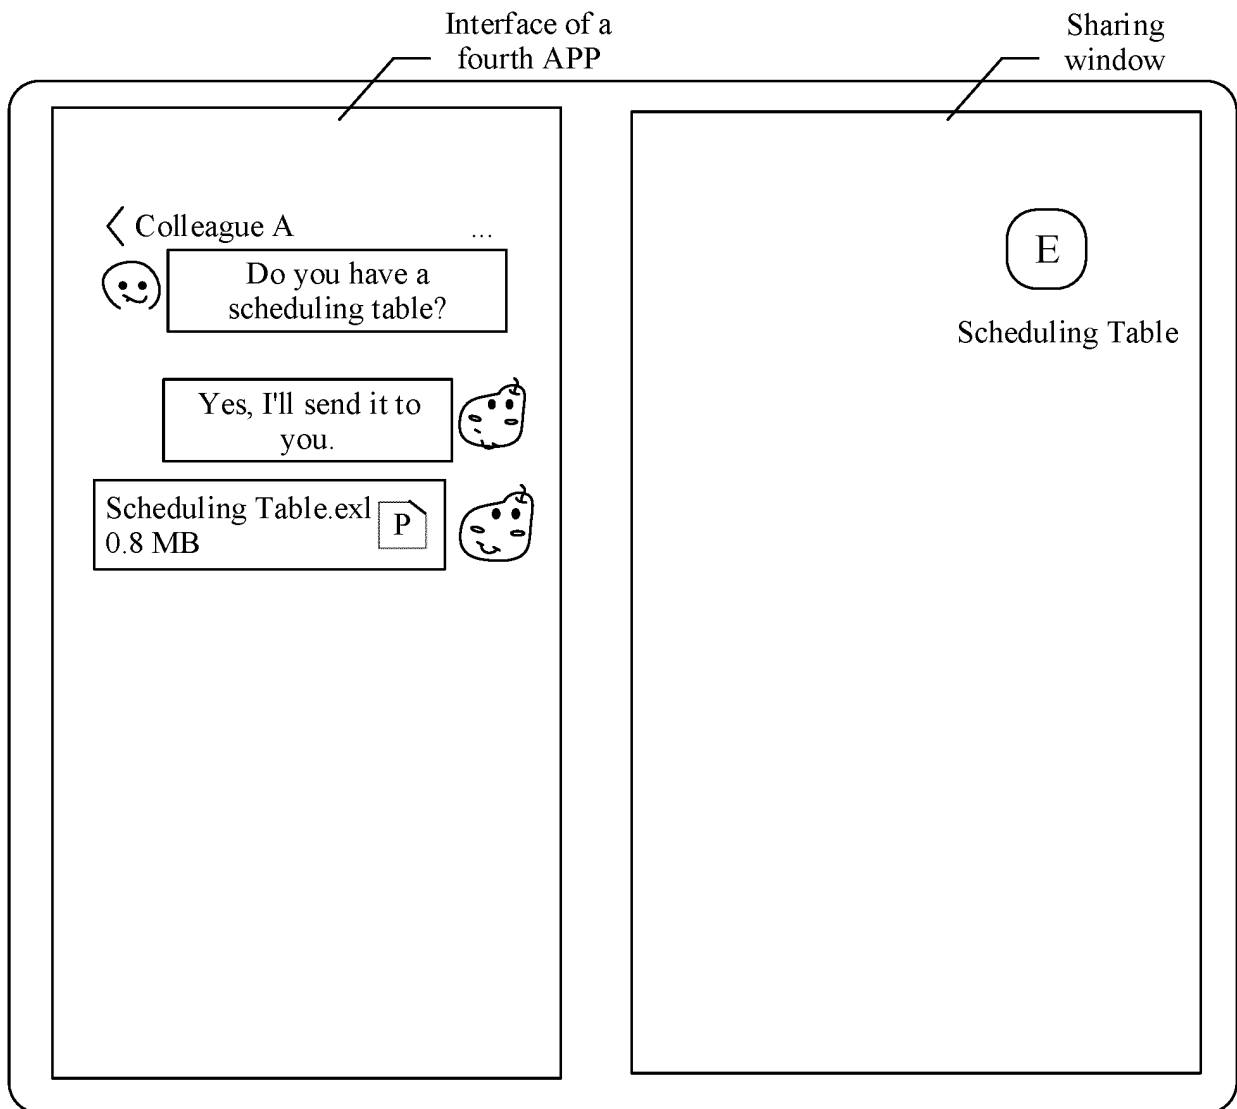 Interface of a
fourth APP
Sharing
window
Colleague A
...
Do you have a
scheduling table?
Yes, I'll send it to
you.
Scheduling Table.exl
0.8 MB
P
E
Scheduling Table